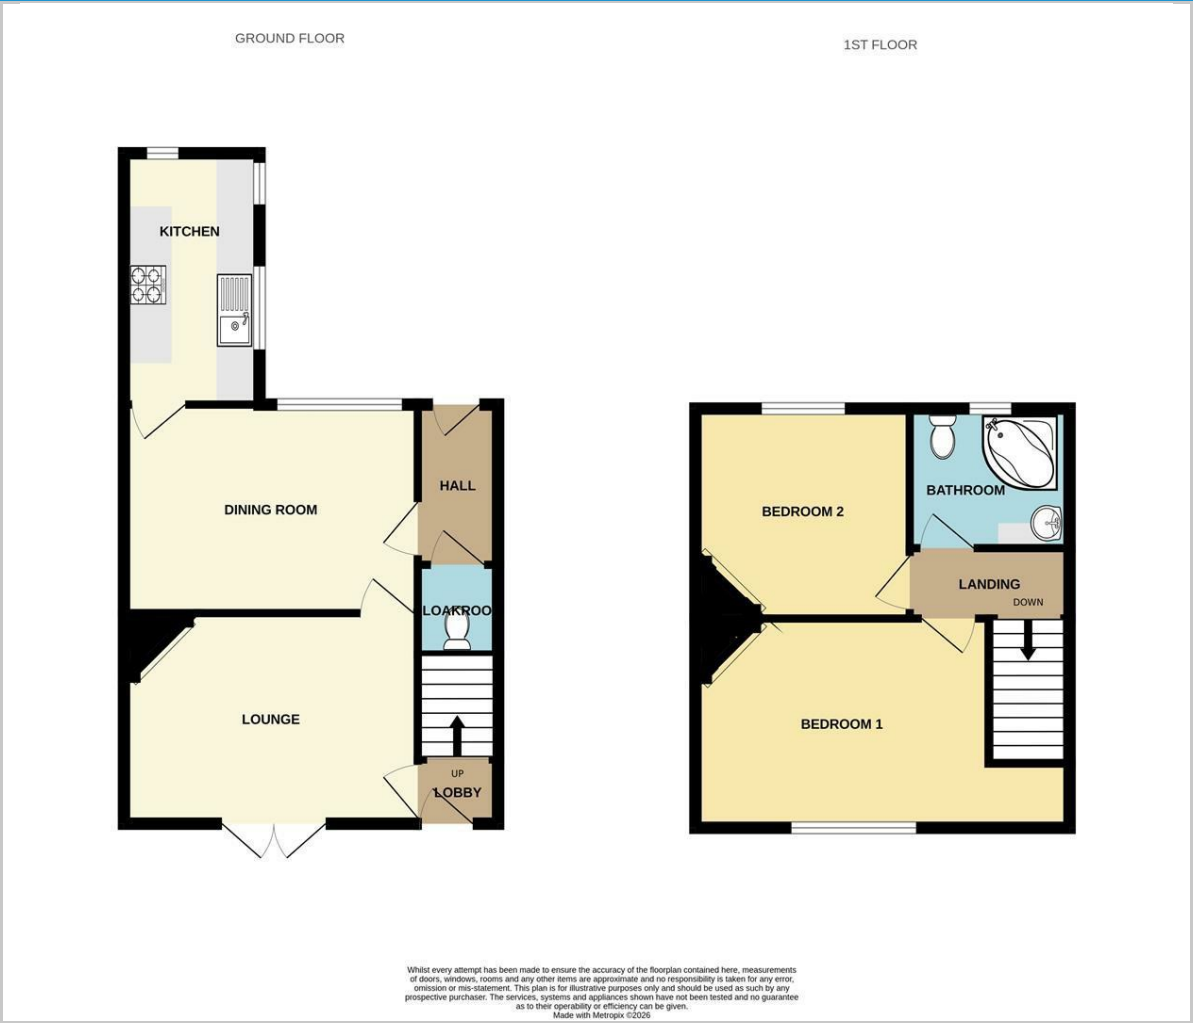 GROUND FLOOR
1ST FLOOR
KITCHEN
DINING ROOM
HALL
LOAKROO
LOUNGE
UP
LOBBY
BEDROOM 2
BATHROOM
LANDING
DOWN
BEDROOM 1
Whilst every attempt has been made to ensure the accuracy of the floorplan contained here, measurements
of doors, windows, rooms and any other items are approximate and no responsibility is taken for any error,
omission or mis-statement. This plan is for illustrative purposes only and should be used as such by any
prospective purchaser. The services, systems and appliances shown have not been tested and no guarantee
as to their operability or efficiency can be given.
Made with Metropix ©2026